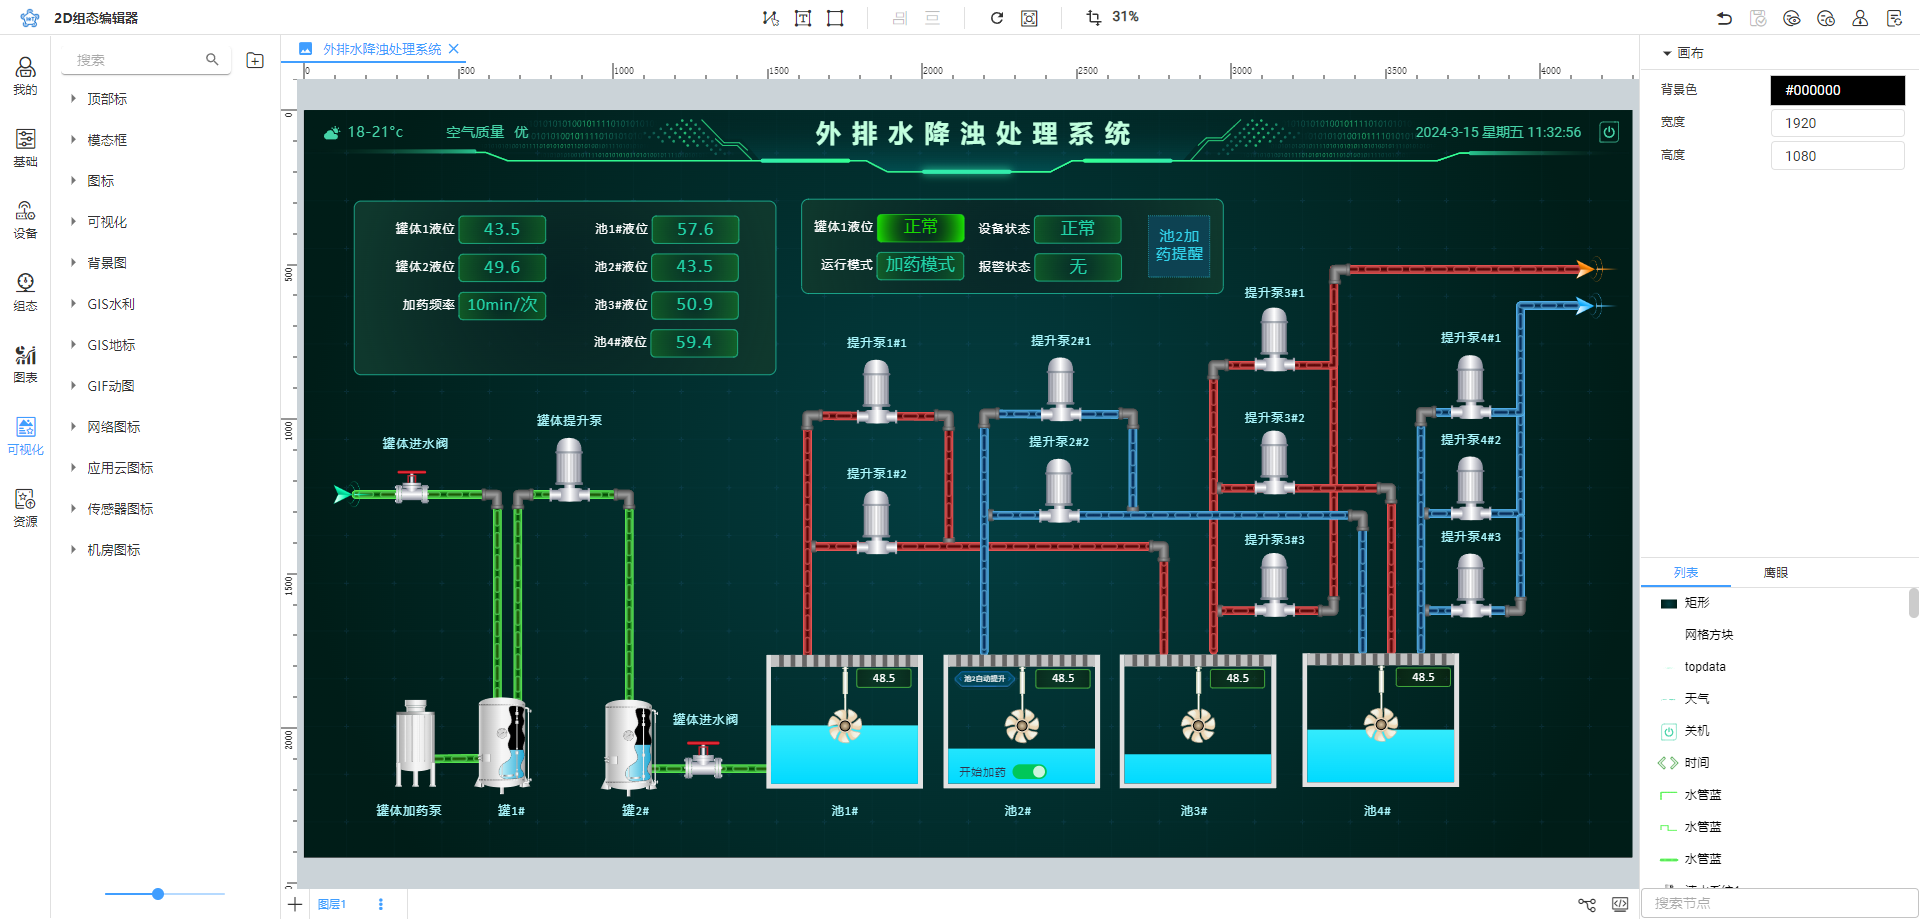 2D组态编辑器
31%
我的
基础
设备
组态
图表
可视化
资源
搜索
顶部标
模态框
图标
可视化
背景图
GIS水利
GIS地标
GIF动图
网络图标
应用云图标
传感器图标
机房图标
外排水降浊处理系统
0 500 1000 1500 2000 2500 3000 3500 4000
0
500
1000
1500
2000
18-21°c
空气质量 优
外排水降浊处理系统
2024-3-15 星期五 11:32:56
罐体1液位 43.5
池1#液位 57.6
罐体2液位 49.6
池2#液位 43.5
加药频率 10min/次
池3#液位 50.9
池4#液位 59.4
罐体1液位 正常
设备状态 正常
运行模式 加药模式
报警状态 无
池2加
药提醒
提升泵3#1
提升泵1#1
提升泵2#1
提升泵4#1
罐体提升泵
罐体进水阀
提升泵3#2
提升泵2#2
提升泵4#2
提升泵1#2
提升泵3#3
提升泵4#3
48.5
池2自动提升
48.5
48.5
48.5
罐体进水阀
开始加药
罐体加药泵
罐1#
罐2#
池1#
池2#
池3#
池4#
图层1
画布
背景色 #000000
宽度 1920
高度 1080
列表
鹰眼
矩形
网格方块
topdata
天气
关机
时间
水管蓝
水管蓝
水管蓝
搜索节点